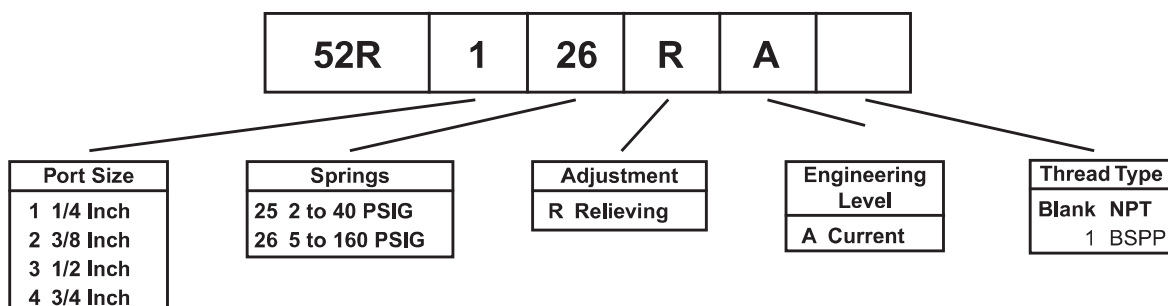 52R 1 26 R A
Port Size
1 1/4 Inch
2 3/8 Inch
3 1/2 Inch
4 3/4 Inch
Springs
25 2 to 40 PSIG
26 5 to 160 PSIG
Adjustment
R Relieving
Engineering
Level
A Current
Thread Type
Blank NPT
1 BSPP